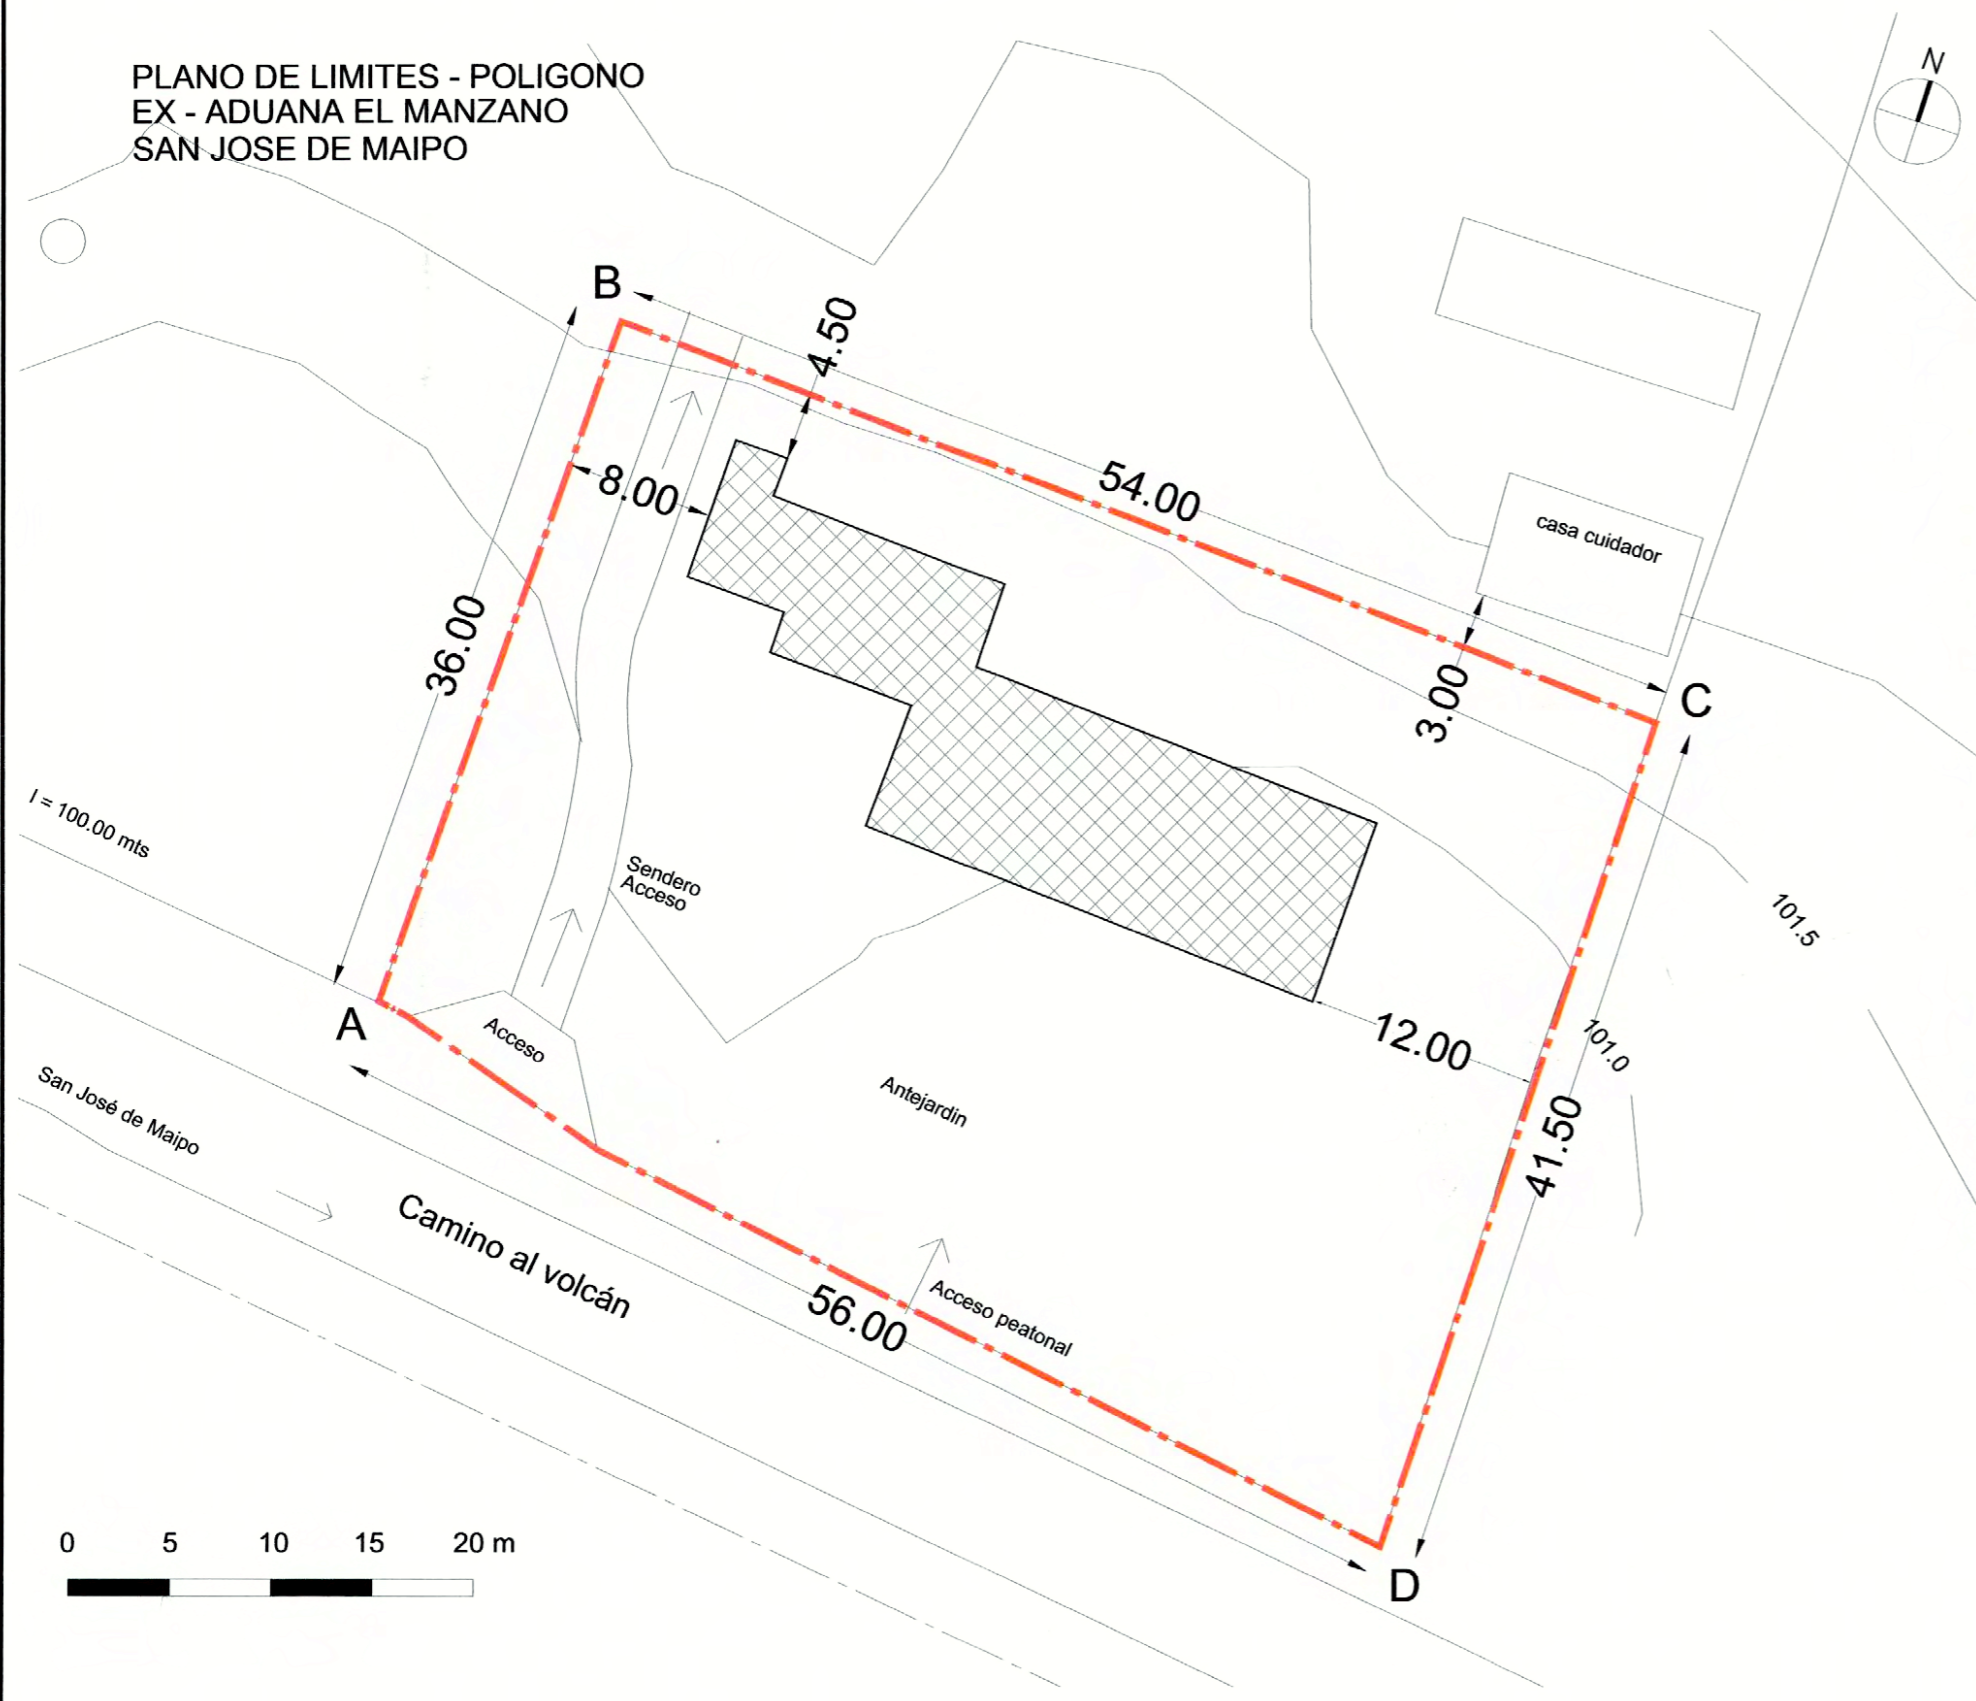 PLANO DE LIMITES - POLIGONO
EX - ADUANA EL MANZANO
SAN JOSE DE MAIPO
N
B
4.50
8.00
54.00
casa cuidador
36.00
3.00
C
l = 100.00 mts
Sendero
Acceso
101.5
A
Acceso
12.00
101.0
San José de Maipo
Antejardin
41.50
Camino al volcán
56.00
Acceso peatonal
0 5 10 15 20 m
D